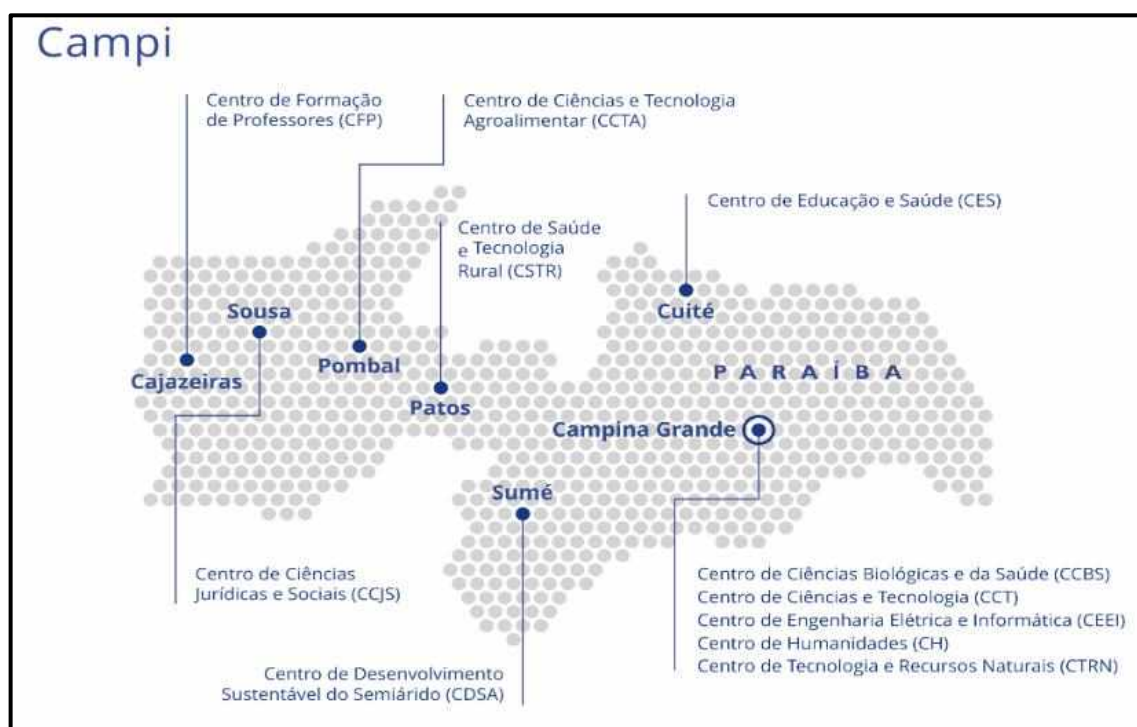 Campi
Centro de Formação
de Professores (CFP)
Centro de Ciências e Tecnologia
Agroalimentar (CCTA)
Centro de Educação e Saúde (CES)
Centro de Saúde
e Tecnologia
Rural (CSTR)
Sousa
Cuité
Pombal
Cajazeiras
PARAÍBA
Patos
Campina Grande
Sumé
Centro de Ciências
Jurídicas e Sociais (CCJS)
Centro de Ciências Biológicas e da Saúde (CCBS)
Centro de Ciências e Tecnologia (CCT)
Centro de Engenharia Elétrica e Informática (CEEI)
Centro de Humanidades (CH)
Centro de Tecnologia e Recursos Naturais (CTRN)
Centro de Desenvolvimento
Sustentável do Semiárido (CDSA)